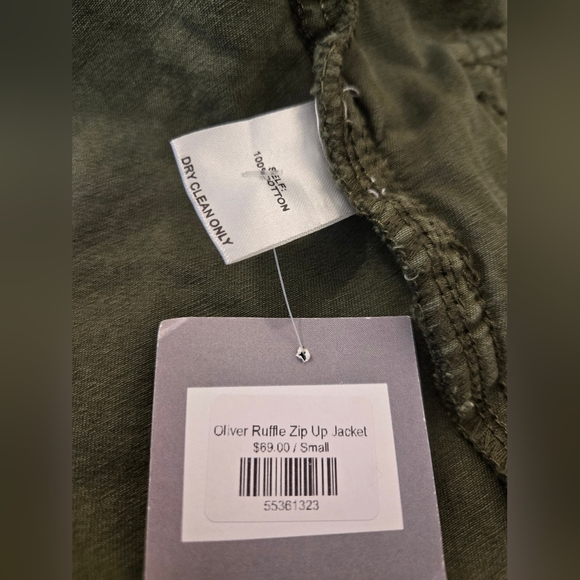 SELF:
100% COTTON
DRY CLEAN ONLY
Oliver Ruffle Zip Up Jacket
$69.00 / Small
55361323